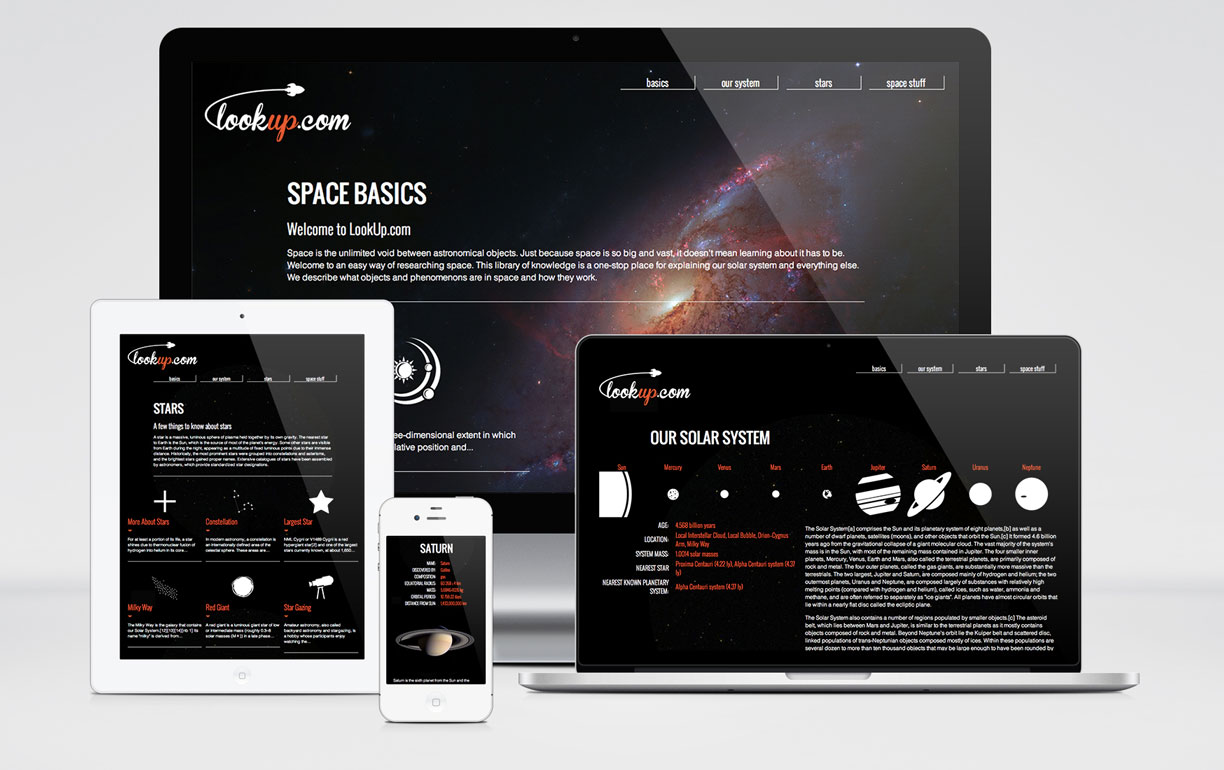 lookup.com
basics
our system
stars
space stuff
SPACE BASICS
Welcome to LookUp.com
Space is the unlimited void between astronomical objects. Just because space is so big and vast, it doesn't mean learning about it has to be.
Welcome to an easy way of researching space. This library of knowledge is a one-stop place for explaining our solar system and everything else.
We describe what objects and phenomenons are in space and how they work.
ee-dimensional extent in which
lative position and...
lookup.com
basics
our system
stars
space stuff
STARS
A few things to know about stars
A star is a massive, luminous sphere of plasma held together by its own gravity. The nearest star
to Earth is the Sun, which is the source of most of the planet's energy. Some other stars are visible
from Earth during the night, appearing as a multitude of fixed luminous points due to their immense
distance. Historically, the most prominent stars were grouped into constellations and asterisms,
and the brightest stars gained proper names. Extensive catalogues of stars have been assembled
by astronomers, which provide standardized star designations.
More About Stars
For at least a portion of its life, a star
shines due to thermonuclear fusion of
hydrogen into helium in its core...
Constellation
In modern astronomy, a constellation is
an internationally defined area of the
celestial sphere. These areas are...
Largest Star
NML Cygni or V1489 Cygni is a red
hypergiant star[2] and one of the largest
stars currently known, at about 1,650...
Milky Way
The Milky Way is the galaxy that contains
our Solar System.[12][13][14][nb 1] Its
name "milky" is derived from...
Red Giant
A red giant is a luminous giant star of low
or intermediate mass (roughly 0.3–8
solar masses (M☉)) in a late phase...
Star Gazing
Amateur astronomy, also called
backyard astronomy and stargazing, is
a hobby whose participants enjoy
watching the...
SATURN
NAME: Saturn
DISCOVERED BY: Galileo
COMPOSITION: gas
EQUATORIAL RADIUS:
MASS:
ORBITAL PERIOD:
DISTANCE FROM SUN:
Saturn is the sixth planet from the Sun and the
lookup.com
basics
our system
stars
space stuff
OUR SOLAR SYSTEM
Sun
Mercury
Venus
Mars
Earth
Jupiter
Saturn
Uranus
Neptune
AGE: 4.568 billion years
LOCATION: Local Interstellar Cloud, Local Bubble, Orion–Cygnus
Arm, Milky Way
SYSTEM MASS: 1.0014 solar masses
NEAREST STAR Proxima Centauri (4.22 ly), Alpha Centauri system (4.37
ly)
NEAREST KNOWN PLANETARY
SYSTEM: Alpha Centauri system (4.37 ly)
The Solar System[a] comprises the Sun and its planetary system of eight planets,[b] as well as a
number of dwarf planets, satellites (moons), and other objects that orbit the Sun.[c] It formed 4.6 billion
years ago from the gravitational collapse of a giant molecular cloud. The vast majority of the system's
mass is in the Sun, with most of the remaining mass contained in Jupiter. The four smaller inner
planets, Mercury, Venus, Earth and Mars, also called the terrestrial planets, are primarily composed of
rock and metal. The four outer planets, called the gas giants, are substantially more massive than the
terrestrials. The two largest, Jupiter and Saturn, are composed mainly of hydrogen and helium; the two
outermost planets, Uranus and Neptune, are composed largely of substances with relatively high
melting points (compared with hydrogen and helium), called ices, such as water, ammonia and
methane, and are often referred to separately as "ice giants". All planets have almost circular orbits that
lie within a nearly flat disc called the ecliptic plane.
The Solar System also contains a number of regions populated by smaller objects.[c] The asteroid
belt, which lies between Mars and Jupiter, is similar to the terrestrial planets as it mostly contains
objects composed of rock and metal. Beyond Neptune's orbit lie the Kuiper belt and scattered disc,
linked populations of trans-Neptunian objects composed mostly of ices. Within these populations are
several dozen to more than ten thousand objects that may be large enough to have been rounded by